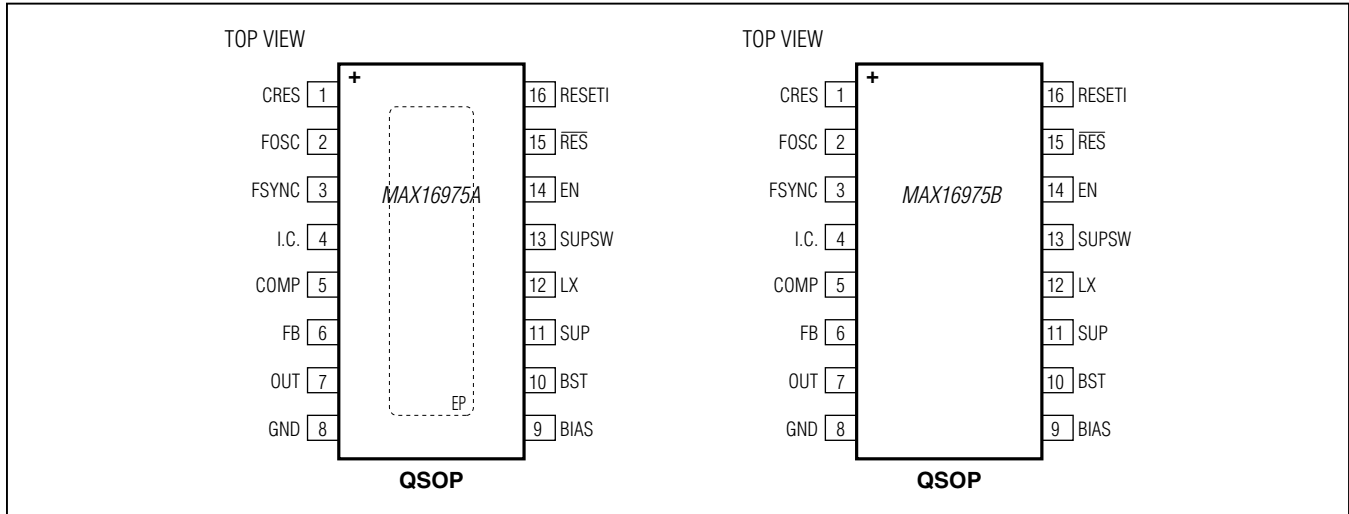 TOP VIEW
+
CRES 1
FOSC 2
FSYNC 3
I.C. 4
COMP 5
FB 6
OUT 7
GND 8
16 RESETI
15 RES
14 EN
13 SUPSW
12 LX
11 SUP
10 BST
9 BIAS
MAX16975A
EP
QSOP
TOP VIEW
+
CRES 1
FOSC 2
FSYNC 3
I.C. 4
COMP 5
FB 6
OUT 7
GND 8
16 RESETI
15 RES
14 EN
13 SUPSW
12 LX
11 SUP
10 BST
9 BIAS
MAX16975B
QSOP